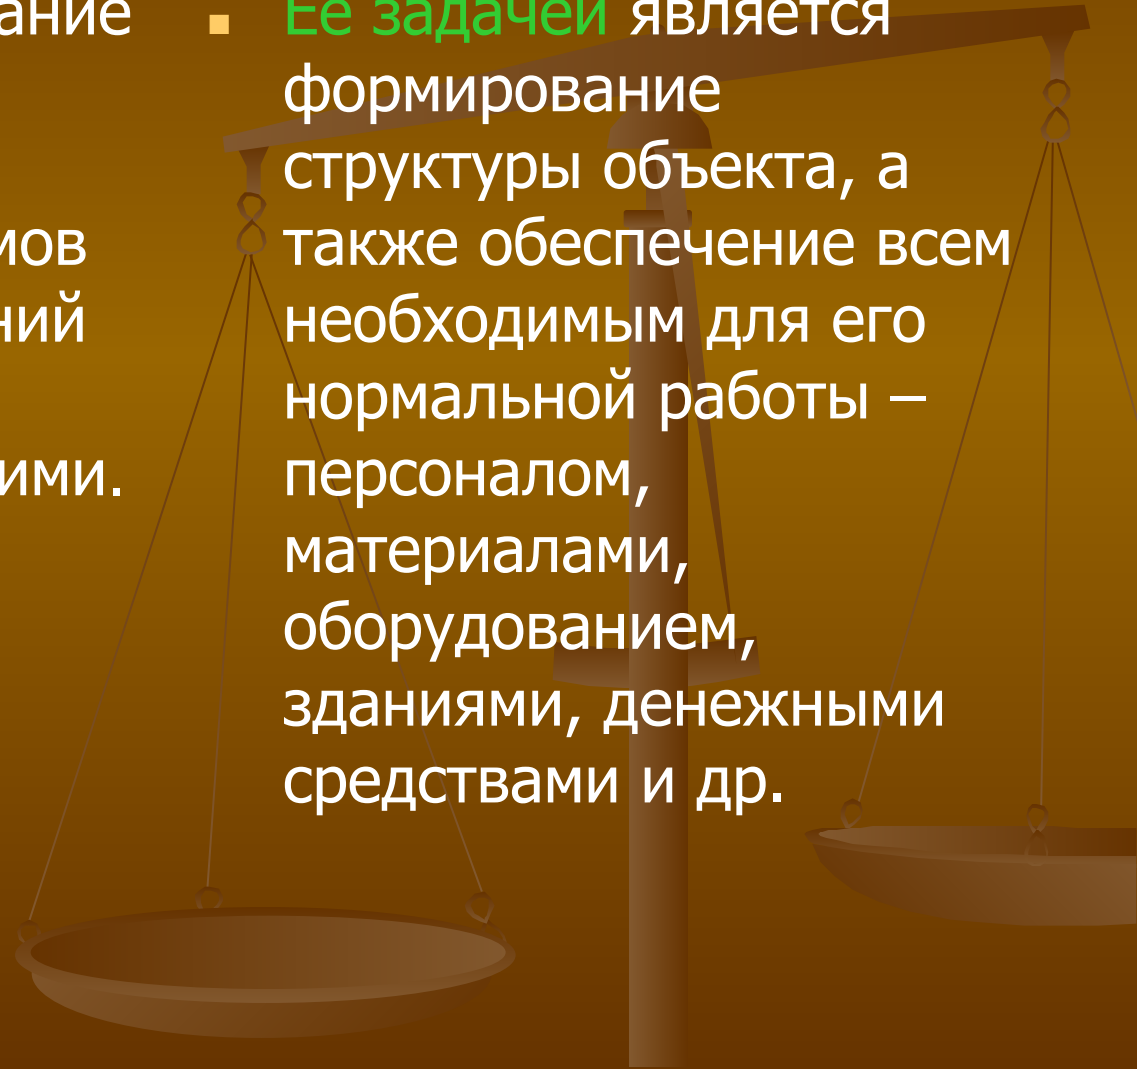 ание
мов
ний
ими.
Ее задачей является
формирование
структуры объекта, а
также обеспечение всем
необходимым для его
нормальной работы –
персоналом,
материалами,
оборудованием,
зданиями, денежными
средствами и др.